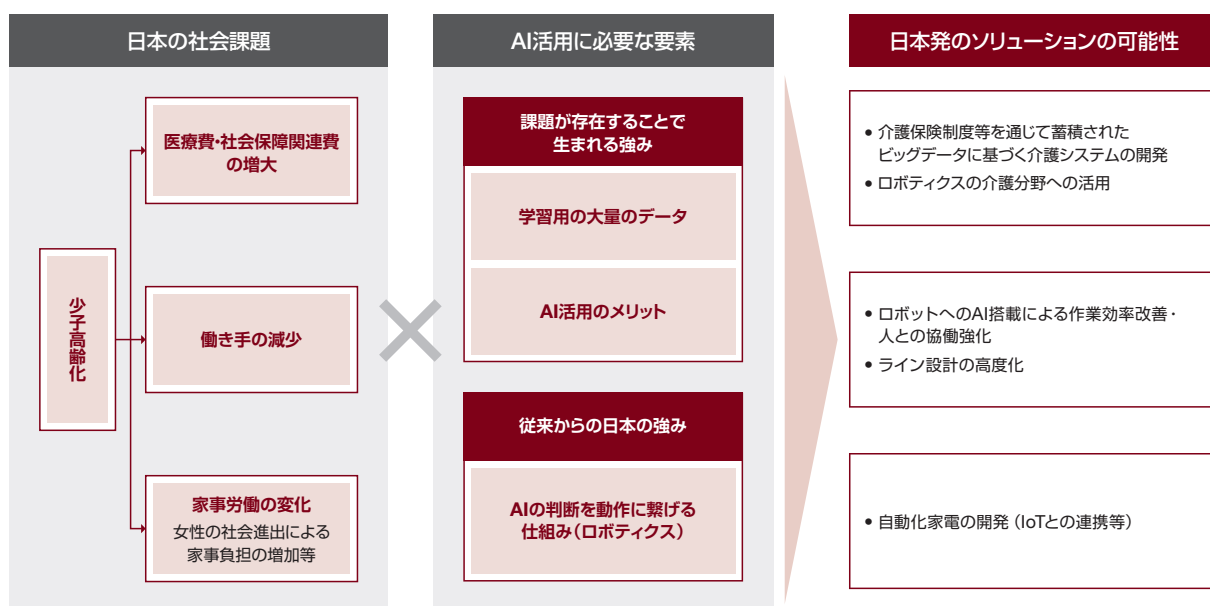 日本の社会課題
医療費・社会保障関連費
の増大
少子高齢化
働き手の減少
家事労働の変化
女性の社会進出による
家事負担の増加等
AI活用に必要な要素
課題が存在することで
生まれる強み
学習用の大量のデータ
AI活用のメリット
従来からの日本の強み
AIの判断を動作に繋げる
仕組み（ロボティクス）
日本発のソリューションの可能性
● 介護保険制度等を通じて蓄積された
ビッグデータに基づく介護システムの開発
● ロボティクスの介護分野への活用
● ロボットへのAI搭載による作業効率改善・
人との協働強化
● ライン設計の高度化
● 自動化家電の開発（IoTとの連携等）